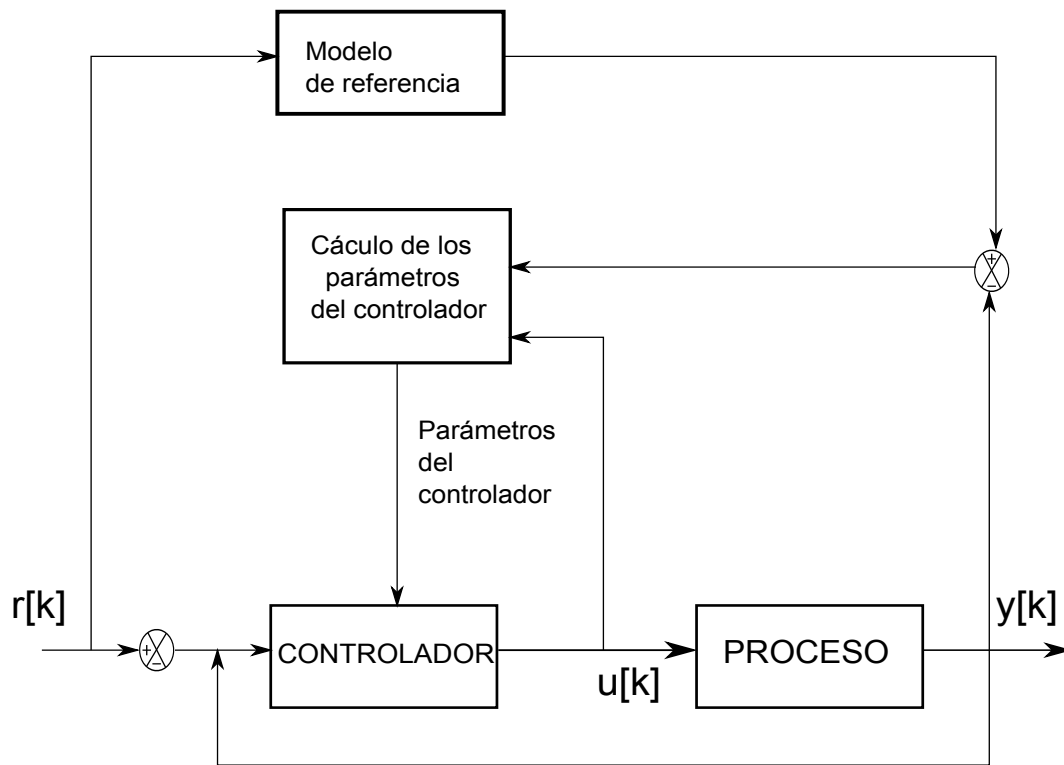 Modelo
de referencia
Cáculo de los
parámetros
del controlador
Parámetros
del
controlador
r[k]
CONTROLADOR
u[k]
PROCESO
y[k]
+
−
+
−